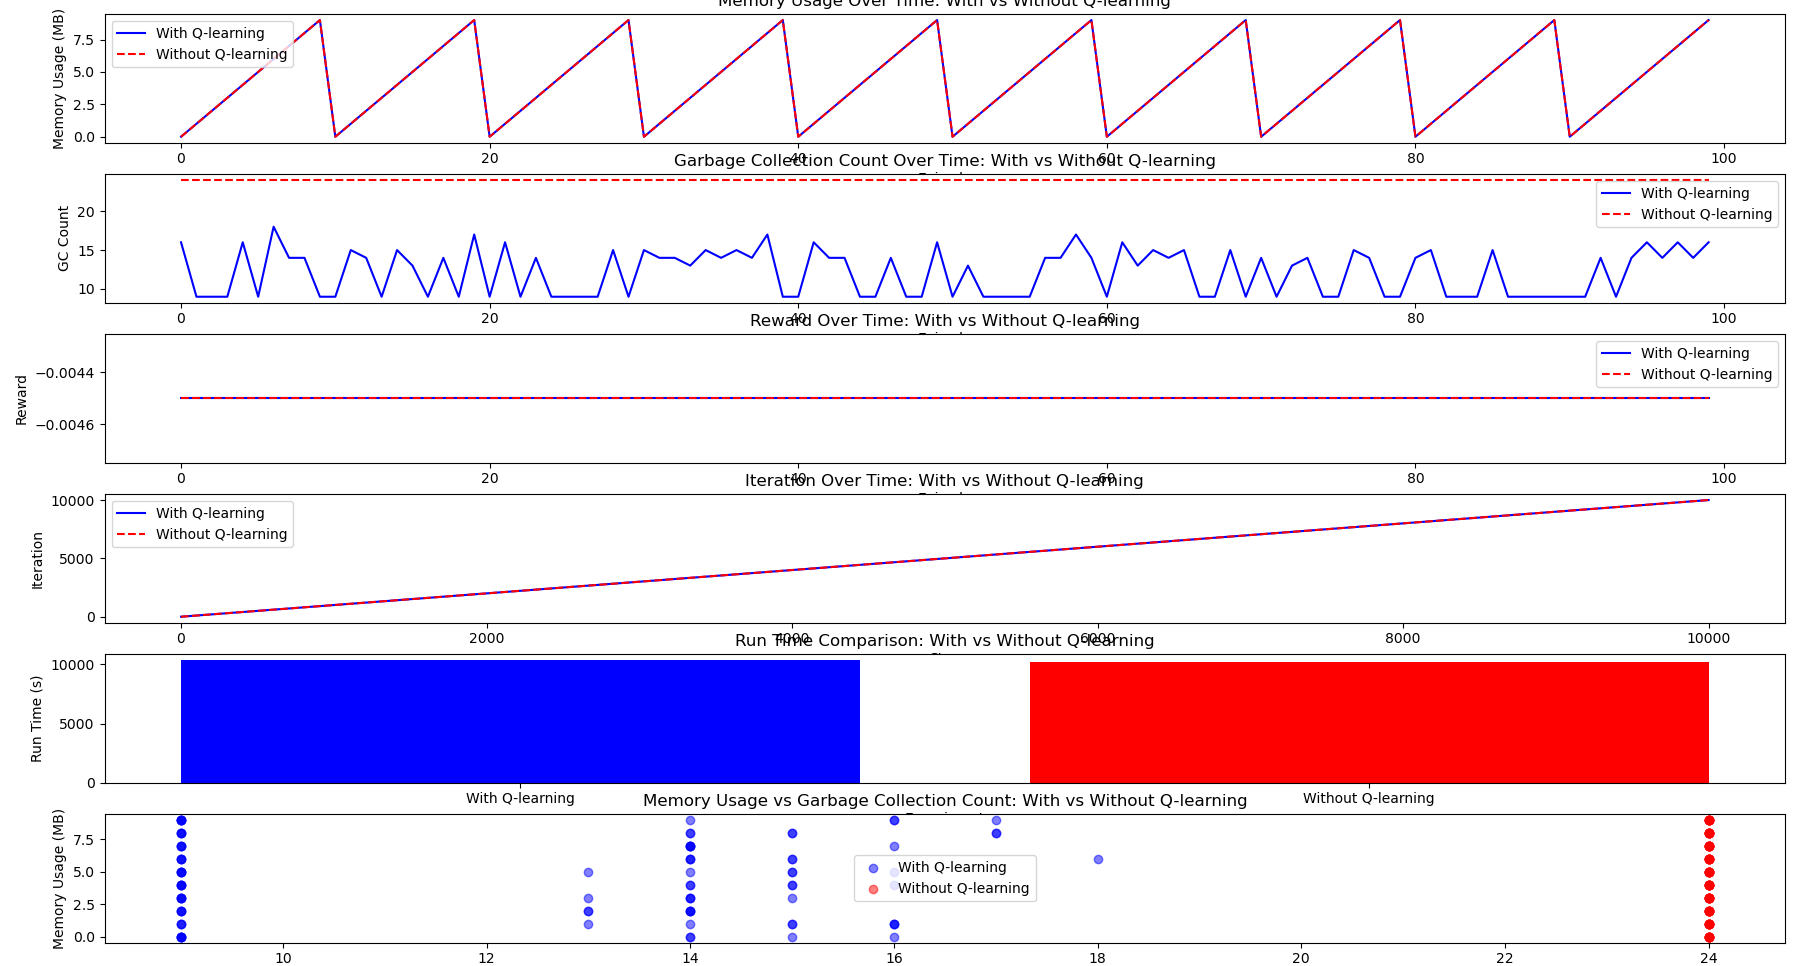 Memory Usage Over Time: With vs Without Q-learning
Memory Usage (MB)
7.5
5.0
2.5
0.0
With Q-learning
Without Q-learning
0 20 40 60 80 100
Garbage Collection Count Over Time: With vs Without Q-learning
GC Count
20
15
10
With Q-learning
Without Q-learning
0 20 40 60 80 100
Reward Over Time: With vs Without Q-learning
Reward
−0.0044
−0.0046
With Q-learning
Without Q-learning
0 20 40 60 80 100
Iteration Over Time: With vs Without Q-learning
Iteration
10000
5000
0
With Q-learning
Without Q-learning
0 2000 4000 6000 8000 10000
Run Time Comparison: With vs Without Q-learning
Run Time (s)
10000
5000
0
With Q-learning Without Q-learning
Memory Usage vs Garbage Collection Count: With vs Without Q-learning
Memory Usage (MB)
7.5
5.0
2.5
0.0
With Q-learning
Without Q-learning
10 12 14 16 18 20 22 24